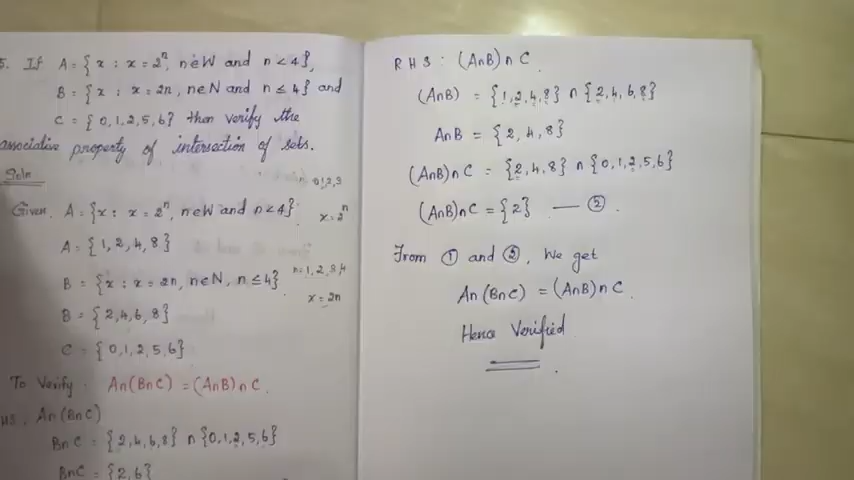 5. If A = { x : x = 2ⁿ, n∈W and n < 4},
B = { x : x = 2n, n∈N and n ≤ 4} and
C = { 0, 1, 2, 5, 6} then verify the
associative property of intersection of sets.
Soln
n 0,1,2,3
Given, A = {x : x = 2ⁿ, n∈W and n<4}
x = 2ⁿ
A = {1, 2, 4, 8}
B = {x : x = 2n, n∈N, n ≤ 4}
n=1, 2, 3, 4
x = 2n
B = {2, 4, 6, 8}
C = {0, 1, 2, 5, 6}
To Verify : A∩(B∩C) = (A∩B)∩C.
HS : A∩(B∩C)
B∩C = {2, 4, 6, 8} ∩ {0, 1, 2, 5, 6}
B∩C = {2, 6}
RHS : (A∩B)∩C
(A∩B) = {1, 2, 4, 8} ∩ {2, 4, 6, 8}
A∩B = {2, 4, 8}
(A∩B)∩C = {2, 4, 8} ∩ {0, 1, 2, 5, 6}
(A∩B)∩C = {2} — ②.
From ① and ②, We get
A∩(B∩C) = (A∩B)∩C.
Hence Verified